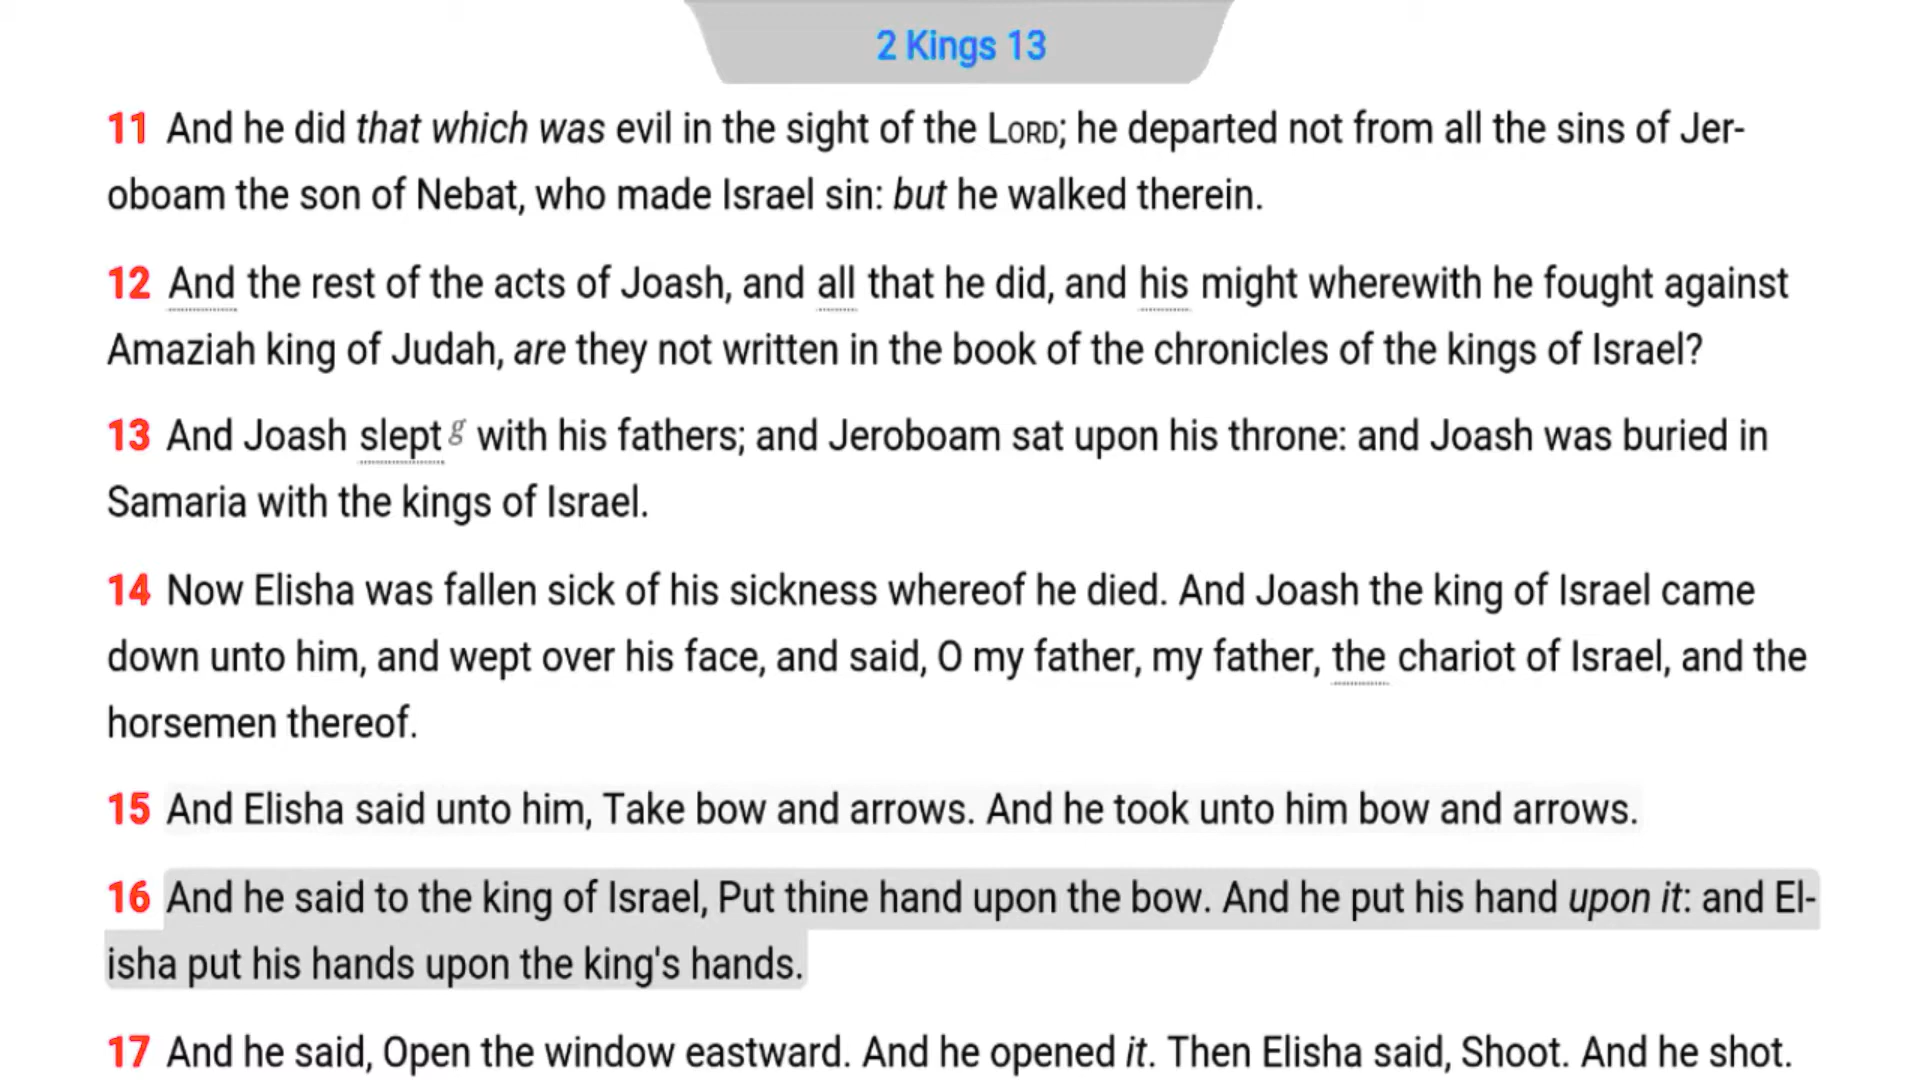 2 Kings 13
11 And he did that which was evil in the sight of the LORD; he departed not from all the sins of Jer-
oboam the son of Nebat, who made Israel sin: but he walked therein.
12 And the rest of the acts of Joash, and all that he did, and his might wherewith he fought against
Amaziah king of Judah, are they not written in the book of the chronicles of the kings of Israel?
13 And Joash slept g with his fathers; and Jeroboam sat upon his throne: and Joash was buried in
Samaria with the kings of Israel.
14 Now Elisha was fallen sick of his sickness whereof he died. And Joash the king of Israel came
down unto him, and wept over his face, and said, O my father, my father, the chariot of Israel, and the
horsemen thereof.
15 And Elisha said unto him, Take bow and arrows. And he took unto him bow and arrows.
16 And he said to the king of Israel, Put thine hand upon the bow. And he put his hand upon it: and El-
isha put his hands upon the king's hands.
17 And he said, Open the window eastward. And he opened it. Then Elisha said, Shoot. And he shot.